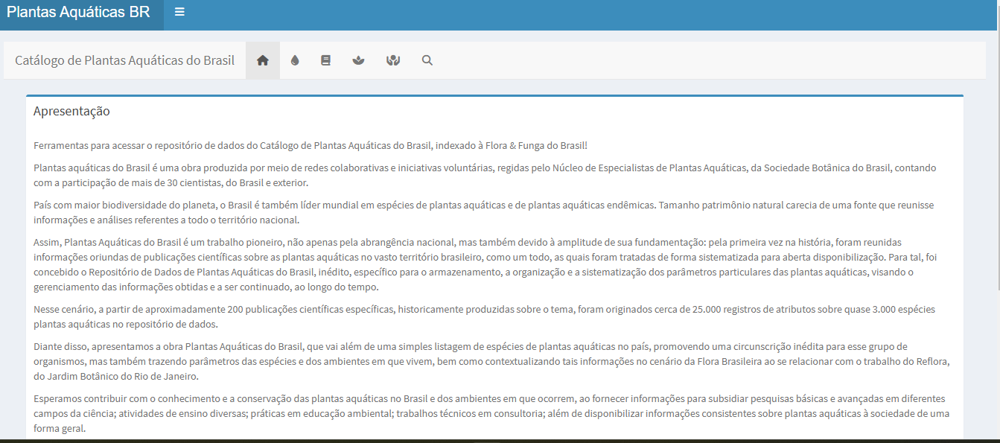 Plantas Aquáticas BR
Catálogo de Plantas Aquáticas do Brasil
Apresentação
Ferramentas para acessar o repositório de dados do Catálogo de Plantas Aquáticas do Brasil, indexado à Flora & Funga do Brasil!
Plantas aquáticas do Brasil é uma obra produzida por meio de redes colaborativas e iniciativas voluntárias, regidas pelo Núcleo de Especialistas de Plantas Aquáticas, da Sociedade Botânica do Brasil, contando
com a participação de mais de 30 cientistas, do Brasil e exterior.
País com maior biodiversidade do planeta, o Brasil é também líder mundial em espécies de plantas aquáticas e de plantas aquáticas endêmicas. Tamanho patrimônio natural carecia de uma fonte que reunisse
informações e análises referentes a todo o território nacional.
Assim, Plantas Aquáticas do Brasil é um trabalho pioneiro, não apenas pela abrangência nacional, mas também devido à amplitude de sua fundamentação: pela primeira vez na história, foram reunidas
informações oriundas de publicações científicas sobre as plantas aquáticas no vasto território brasileiro, como um todo, as quais foram tratadas de forma sistematizada para aberta disponibilização. Para tal, foi
concebido o Repositório de Dados de Plantas Aquáticas do Brasil, inédito, específico para o armazenamento, a organização e a sistematização dos parâmetros particulares das plantas aquáticas, visando o
gerenciamento das informações obtidas e a ser continuado, ao longo do tempo.
Nesse cenário, a partir de aproximadamente 200 publicações científicas específicas, historicamente produzidas sobre o tema, foram originados cerca de 25.000 registros de atributos sobre quase 3.000 espécies
plantas aquáticas no repositório de dados.
Diante disso, apresentamos a obra Plantas Aquáticas do Brasil, que vai além de uma simples listagem de espécies de plantas aquáticas no país, promovendo uma circunscrição inédita para esse grupo de
organismos, mas também trazendo parâmetros das espécies e dos ambientes em que vivem, bem como contextualizando tais informações no cenário da Flora Brasileira ao se relacionar com o trabalho do Reflora,
do Jardim Botânico do Rio de Janeiro.
Esperamos contribuir com o conhecimento e a conservação das plantas aquáticas no Brasil e dos ambientes em que ocorrem, ao fornecer informações para subsidiar pesquisas básicas e avançadas em diferentes
campos da ciência; atividades de ensino diversas; práticas em educação ambiental; trabalhos técnicos em consultoria; além de disponibilizar informações consistentes sobre plantas aquáticas à sociedade de uma
forma geral.